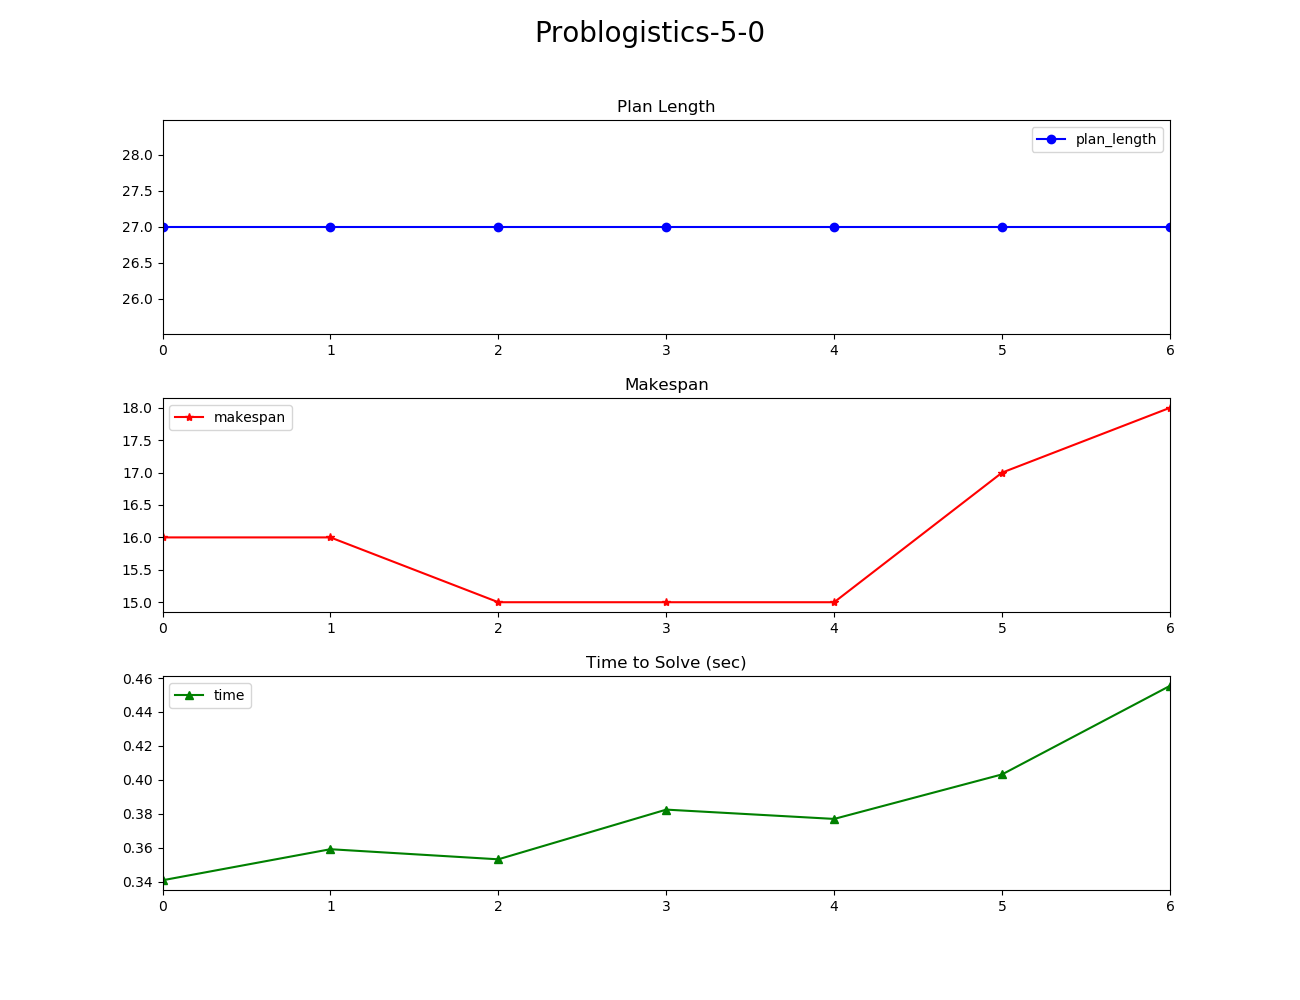 Problogistics-5-0
Plan Length
plan_length
28.0
27.5
27.0
26.5
26.0
0 1 2 3 4 5 6
Makespan
makespan
18.0
17.5
17.0
16.5
16.0
15.5
15.0
0 1 2 3 4 5 6
Time to Solve (sec)
time
0.46
0.44
0.42
0.40
0.38
0.36
0.34
0 1 2 3 4 5 6